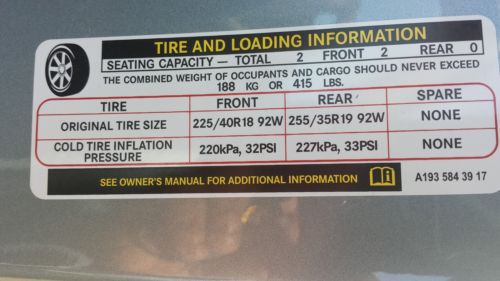 TIRE AND LOADING INFORMATION
SEATING CAPACITY — TOTAL 2 FRONT 2 REAR 0
THE COMBINED WEIGHT OF OCCUPANTS AND CARGO SHOULD NEVER EXCEED
188 KG OR 415 LBS.
TIRE FRONT REAR SPARE
ORIGINAL TIRE SIZE 225/40R18 92W 255/35R19 92W NONE
COLD TIRE INFLATION
PRESSURE 220kPa, 32PSI 227kPa, 33PSI NONE
SEE OWNER'S MANUAL FOR ADDITIONAL INFORMATION A193 584 39 17